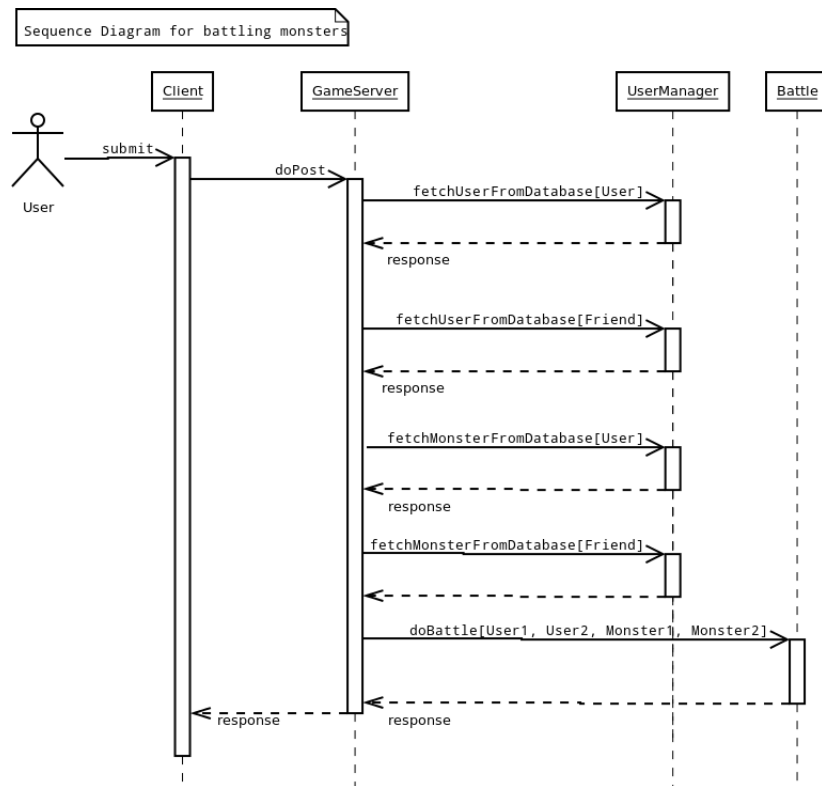 Sequence Diagram for battling monsters
Client
GameServer
UserManager
Battle
submit
User
doPost
fetchUserFromDatabase[User]
response
fetchUserFromDatabase[Friend]
response
fetchMonsterFromDatabase[User]
response
fetchMonsterFromDatabase[Friend]
doBattle[User1, User2, Monster1, Monster2]
response
response